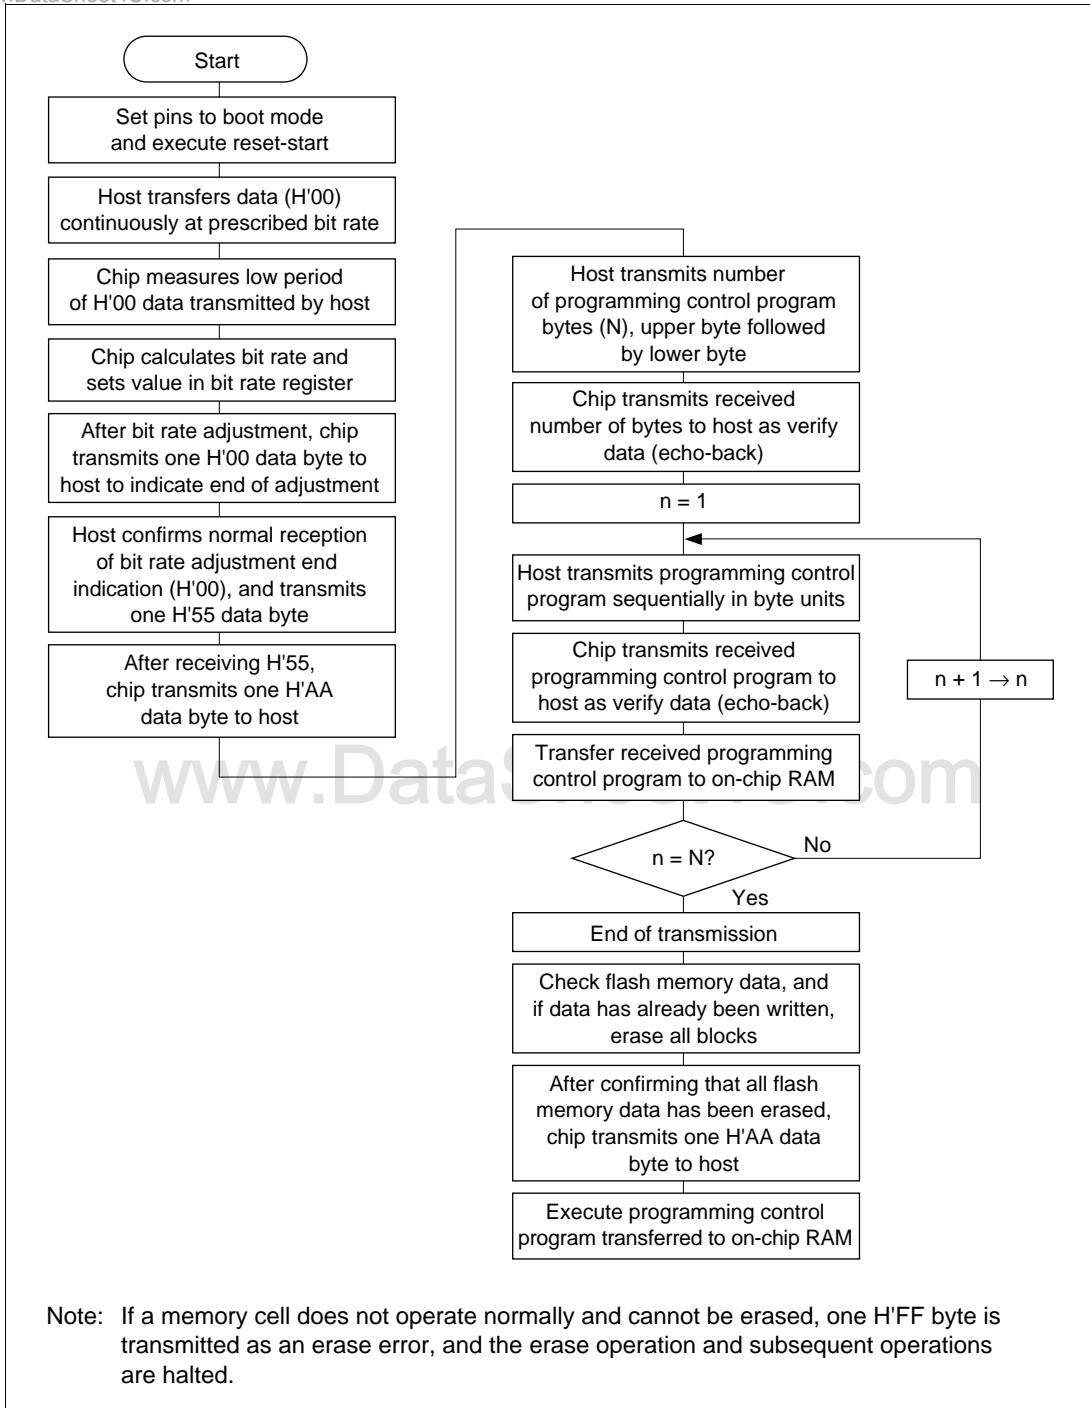 Start
Set pins to boot mode
and execute reset-start
Host transfers data (H'00)
continuously at prescribed bit rate
Chip measures low period
of H'00 data transmitted by host
Chip calculates bit rate and
sets value in bit rate register
After bit rate adjustment, chip
transmits one H'00 data byte to
host to indicate end of adjustment
Host confirms normal reception
of bit rate adjustment end
indication (H'00), and transmits
one H'55 data byte
After receiving H'55,
chip transmits one H'AA
data byte to host
Host transmits number
of programming control program
bytes (N), upper byte followed
by lower byte
Chip transmits received
number of bytes to host as verify
data (echo-back)
n = 1
Host transmits programming control
program sequentially in byte units
Chip transmits received
programming control program to
host as verify data (echo-back)
n + 1 → n
Transfer received programming
control program to on-chip RAM
n = N?
No
Yes
End of transmission
Check flash memory data, and
if data has already been written,
erase all blocks
After confirming that all flash
memory data has been erased,
chip transmits one H'AA data
byte to host
Execute programming control
program transferred to on-chip RAM
Note: If a memory cell does not operate normally and cannot be erased, one H'FF byte is
transmitted as an erase error, and the erase operation and subsequent operations
are halted.